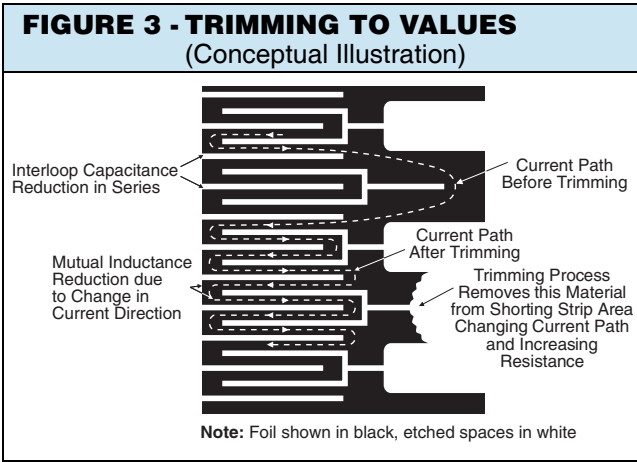 FIGURE 3 - TRIMMING TO VALUES
(Conceptual Illustration)
Interloop Capacitance
Reduction in Series
Current Path
Before Trimming
Current Path
After Trimming
Mutual Inductance
Reduction due
to Change in
Current Direction
Trimming Process
Removes this Material
from Shorting Strip Area
Changing Current Path
and Increasing
Resistance
Note: Foil shown in black, etched spaces in white